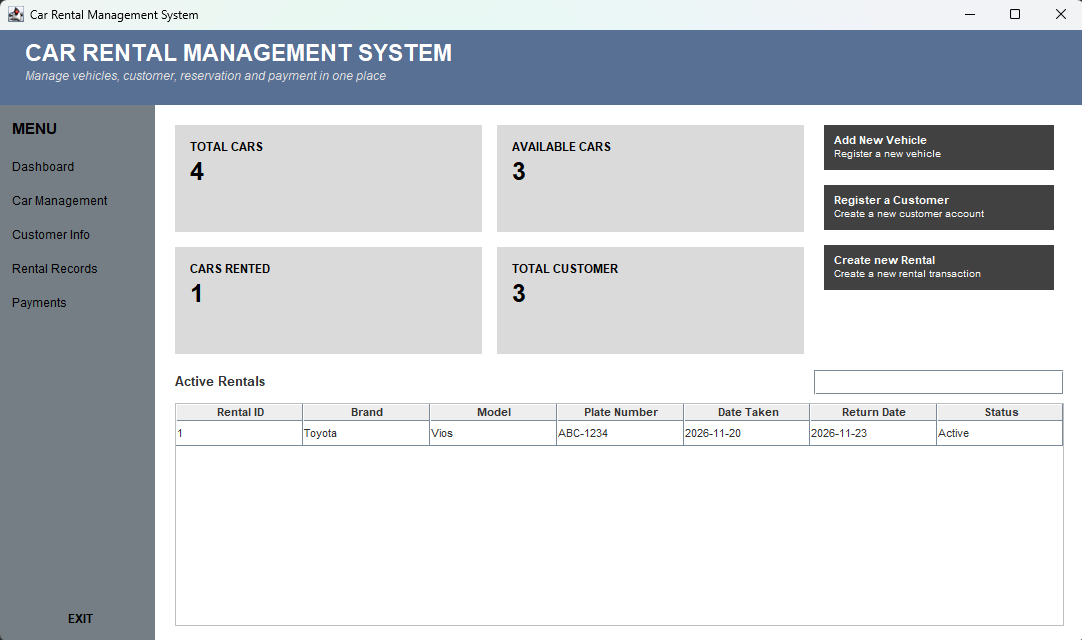 Car Rental Management System
CAR RENTAL MANAGEMENT SYSTEM
Manage vehicles, customer, reservation and payment in one place
MENU
Dashboard
Car Management
Customer Info
Rental Records
Payments
EXIT
TOTAL CARS
4
AVAILABLE CARS
3
CARS RENTED
1
TOTAL CUSTOMER
3
Add New Vehicle
Register a new vehicle
Register a Customer
Create a new customer account
Create new Rental
Create a new rental transaction
Active Rentals
Rental ID Brand Model Plate Number Date Taken Return Date Status
1 Toyota Vios ABC-1234 2026-11-20 2026-11-23 Active